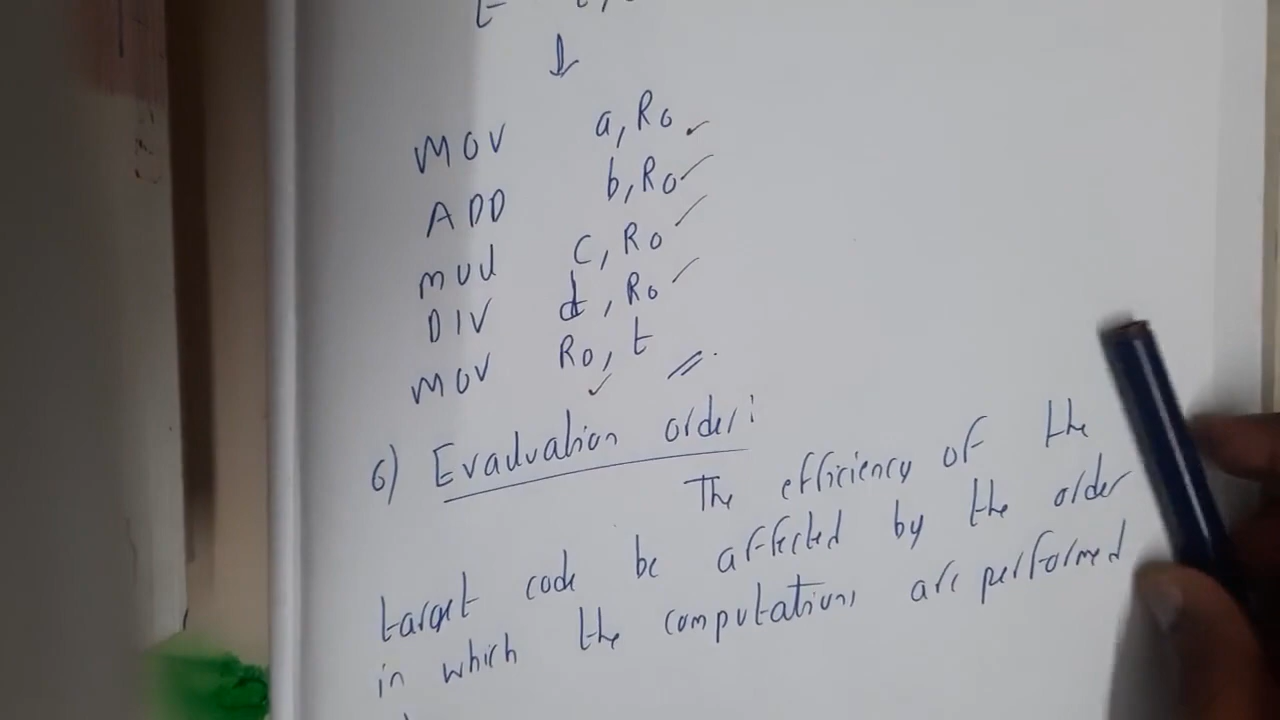 MOV a, R0
ADD b, R0
MUL C, R0
DIV d, R0
MOV R0, t
6) Evaluation order:
The efficiency of the
target code be affected by the order
in which the computations are performed